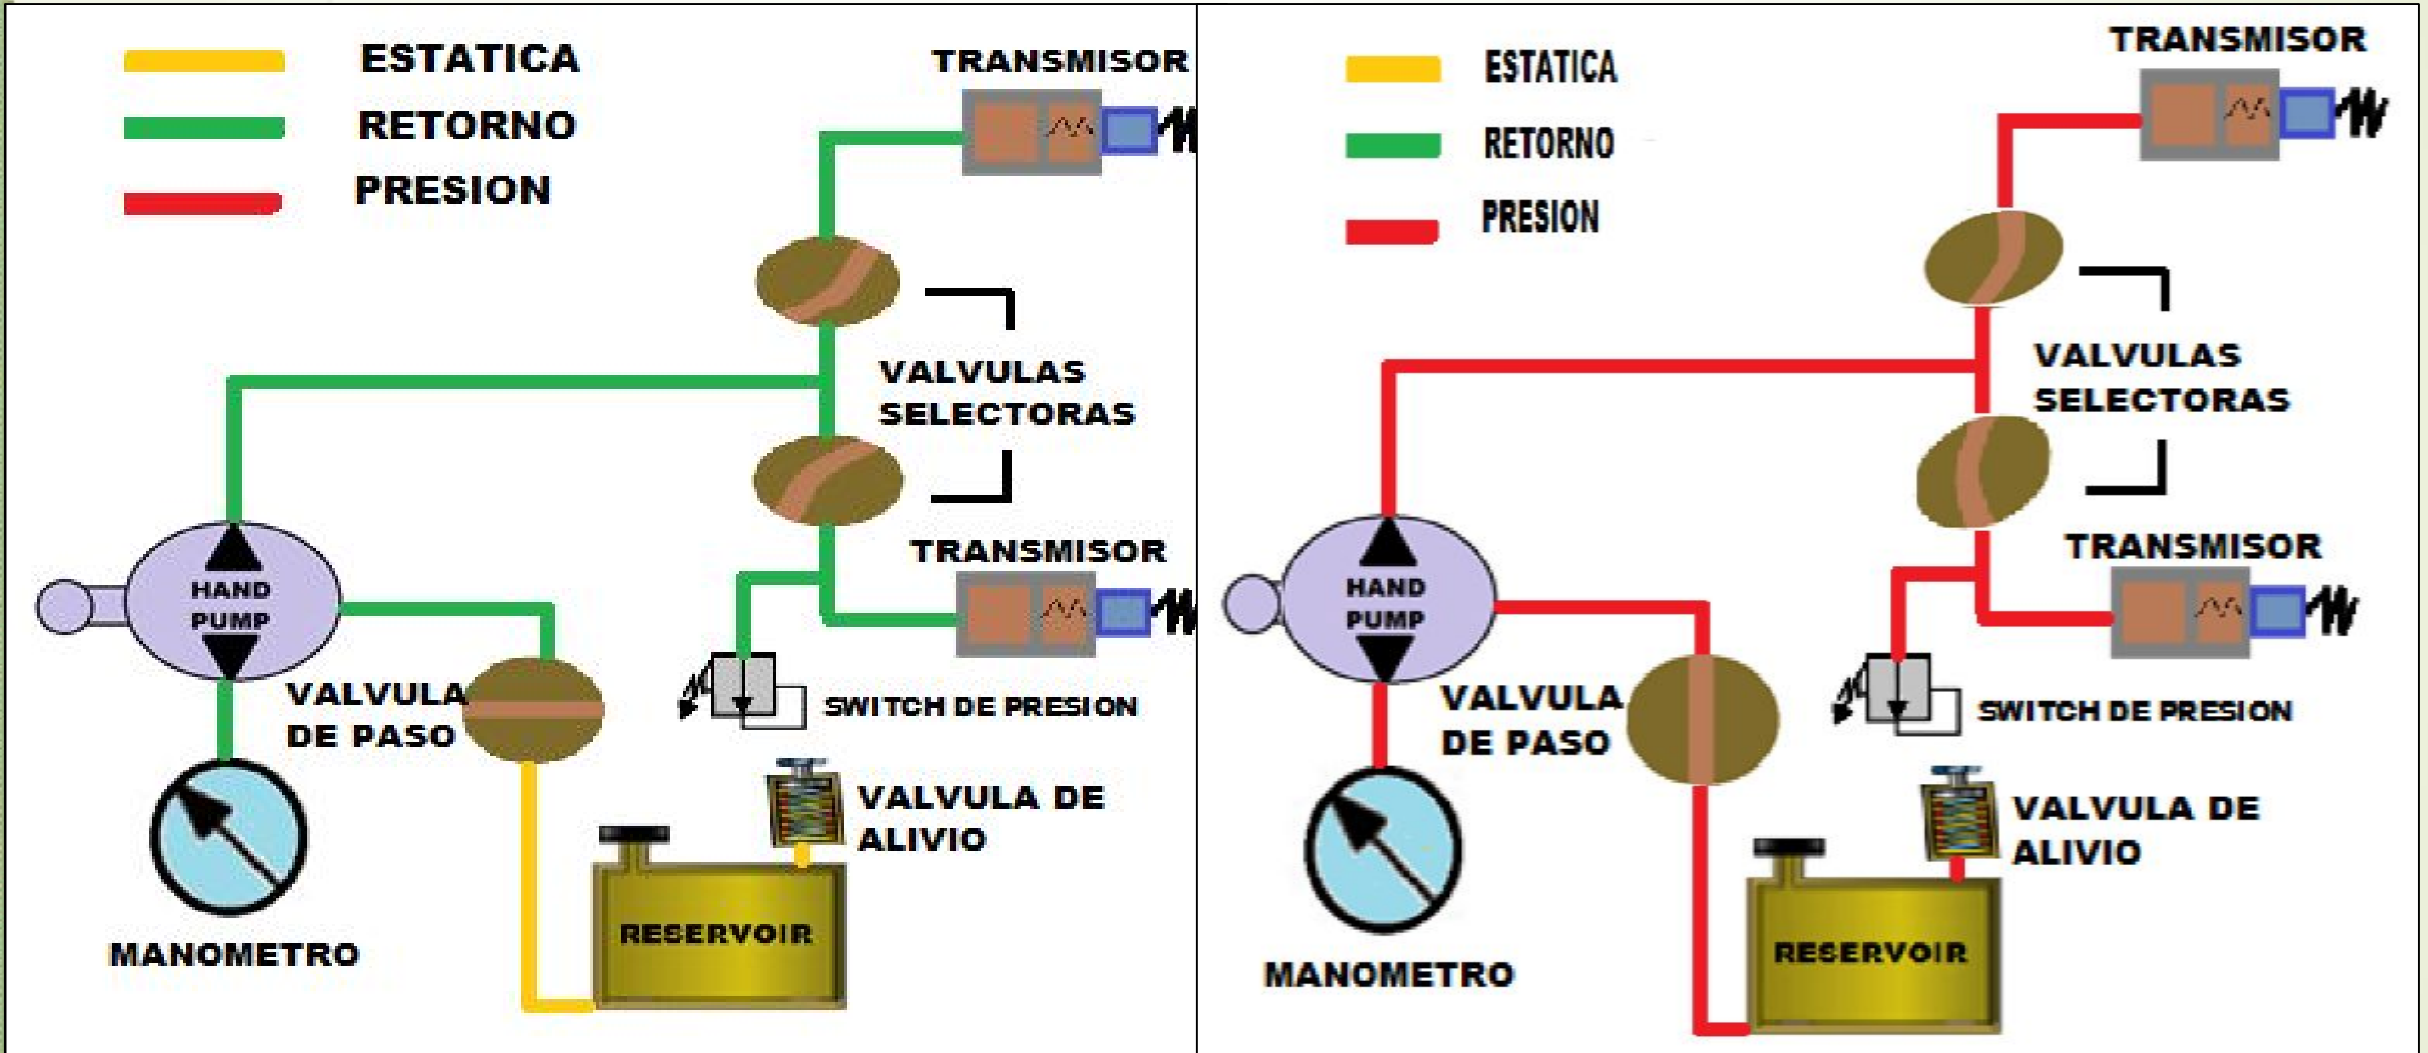 ESTATICA
RETORNO
PRESION
TRANSMISOR
VALVULAS
SELECTORAS
TRANSMISOR
HAND
PUMP
VALVULA
DE PASO
SWITCH DE PRESION
VALVULA DE
ALIVIO
RESERVOIR
MANOMETRO
TRANSMISOR
ESTATICA
RETORNO
PRESION
VALVULAS
SELECTORAS
TRANSMISOR
HAND
PUMP
VALVULA
DE PASO
SWITCH DE PRESION
VALVULA DE
ALIVIO
RESERVOIR
MANOMETRO